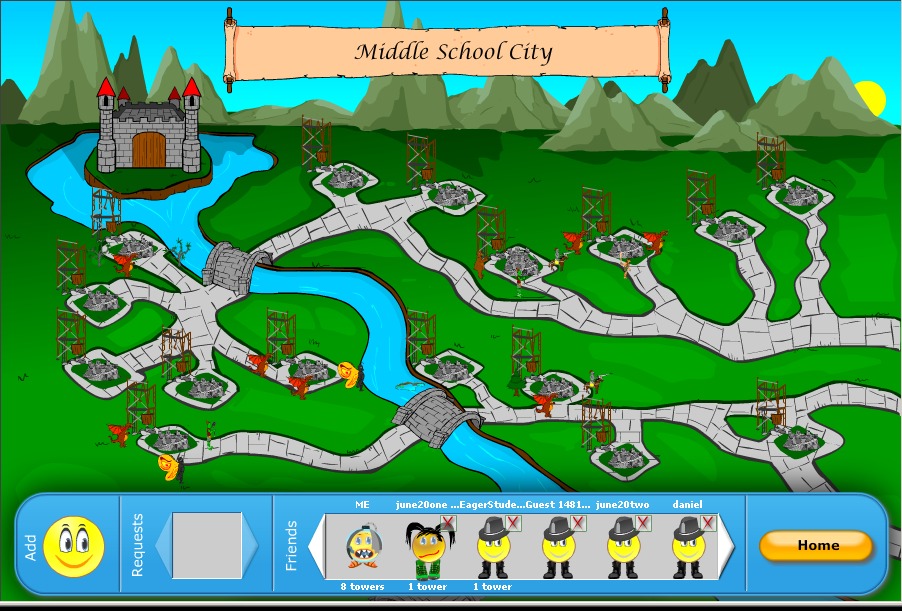 Middle School City
Add
Requests
Friends
ME
june20one ...
EagerStude...
Guest 1481...
june20two
daniel
8 towers
1 tower
1 tower
Home